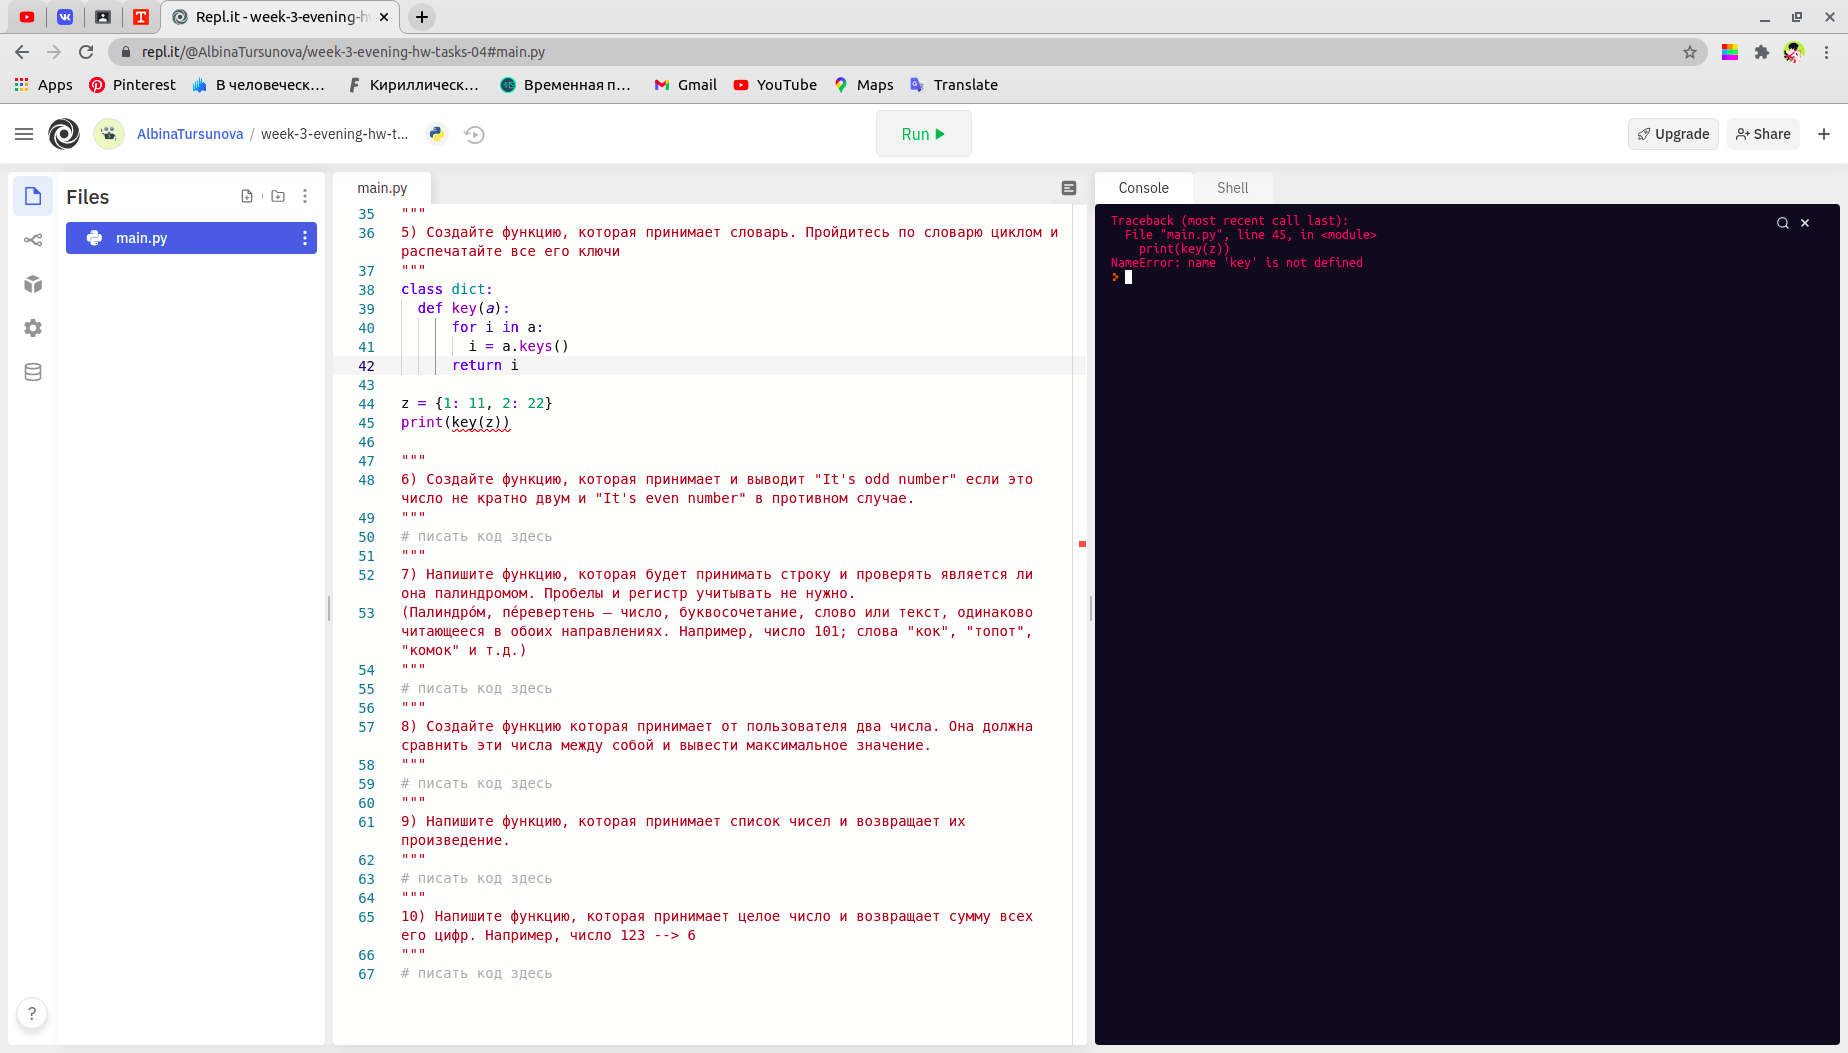 Repl.it - week-3-evening-h
repl.it/@AlbinaTursunova/week-3-evening-hw-tasks-04#main.py
Apps Pinterest В человеческ... Кириллическ... Временная п... Gmail YouTube Maps Translate
AlbinaTursunova / week-3-evening-hw-t... Run Upgrade Share
Files
main.py
main.py
35 """
36 5) Создайте функцию, которая принимает словарь. Пройдитесь по словарю циклом и
распечатайте все его ключи
37 """
38 class dict:
39 def key(a):
40 for i in a:
41 i = a.keys()
42 return i
43
44 z = {1: 11, 2: 22}
45 print(key(z))
46
47 """
48 6) Создайте функцию, которая принимает и выводит "It's odd number" если это
число не кратно двум и "It's even number" в противном случае.
49 """
50 # писать код здесь
51 """
52 7) Напишите функцию, которая будет принимать строку и проверять является ли
она палиндромом. Пробелы и регистр учитывать не нужно.
53 (Палиндро́м, пе́ревертень — число, буквосочетание, слово или текст, одинаково
читающееся в обоих направлениях. Например, число 101; слова "кок", "топот",
"комок" и т.д.)
54 """
55 # писать код здесь
56 """
57 8) Создайте функцию которая принимает от пользователя два числа. Она должна
сравнить эти числа между собой и вывести максимальное значение.
58 """
59 # писать код здесь
60 """
61 9) Напишите функцию, которая принимает список чисел и возвращает их
произведение.
62 """
63 # писать код здесь
64 """
65 10) Напишите функцию, которая принимает целое число и возвращает сумму всех
его цифр. Например, число 123 --> 6
66 """
67 # писать код здесь
Console Shell
Traceback (most recent call last):
File "main.py", line 45, in <module>
print(key(z))
NameError: name 'key' is not defined